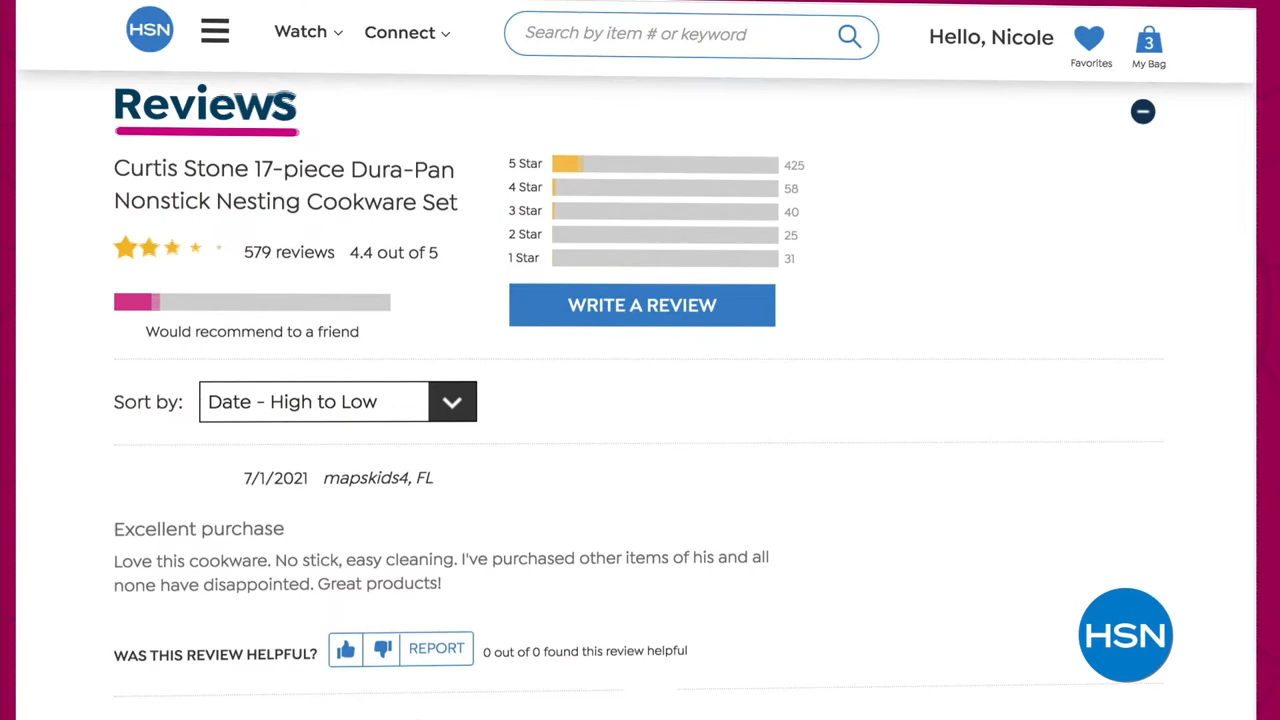 HSN
Watch
Connect
Search by item # or keyword
Hello, Nicole
Favorites
3
My Bag
Reviews
Curtis Stone 17-piece Dura-Pan
Nonstick Nesting Cookware Set
579 reviews 4.4 out of 5
Would recommend to a friend
5 Star 425
4 Star 58
3 Star 40
2 Star 25
1 Star 31
WRITE A REVIEW
Sort by: Date - High to Low
7/1/2021 mapskids4, FL
Excellent purchase
Love this cookware. No stick, easy cleaning. I've purchased other items of his and all
none have disappointed. Great products!
WAS THIS REVIEW HELPFUL? REPORT 0 out of 0 found this review helpful
HSN